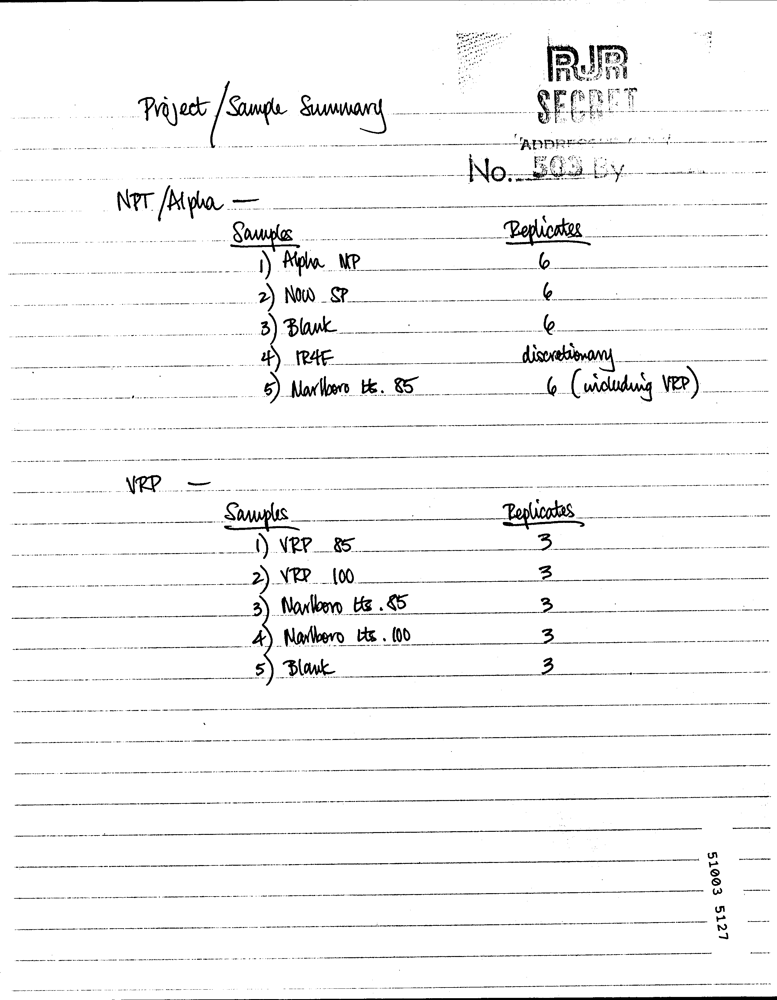 RJR
SECRET
Project / Sample Summary
No. 503 By
NPT / Alpha —
Samples Replicates
1) Alpha NP 6
2) NOW SP 6
3) Blank 6
4) 1R4F discretionary
5) Marlboro Lts. 85 6 (including VRP)
VRP —
Samples Replicates
1) VRP 85 3
2) VRP 100 3
3) Marlboro Lts. 85 3
4) Marlboro Lts. 100 3
5) Blank 3
51003 5127